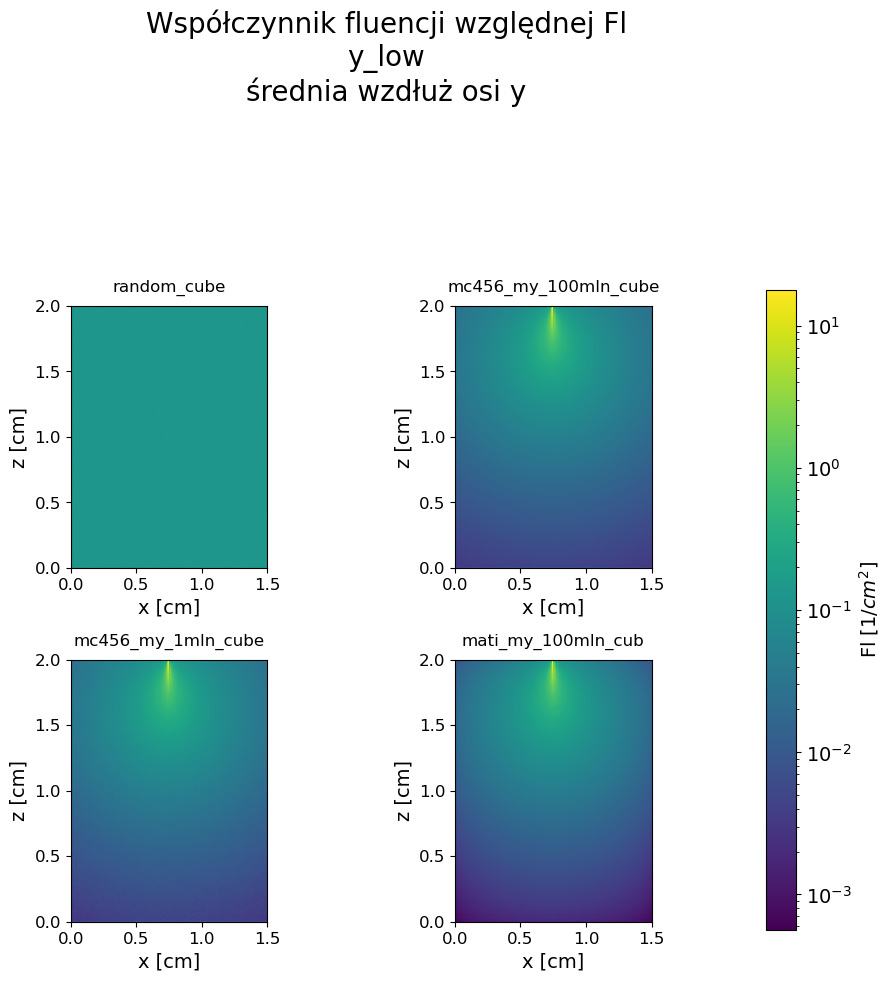 Współczynnik fluencji względnej Fl
y_low
średnia wzdłuż osi y
random_cube
2.0
1.5
1.0
0.5
0.0
z [cm]
0.0 0.5 1.0 1.5
x [cm]
mc456_my_100mln_cube
2.0
1.5
1.0
0.5
0.0
z [cm]
0.0 0.5 1.0 1.5
x [cm]
mc456_my_1mln_cube
2.0
1.5
1.0
0.5
0.0
z [cm]
0.0 0.5 1.0 1.5
x [cm]
mati_my_100mln_cub
2.0
1.5
1.0
0.5
0.0
z [cm]
0.0 0.5 1.0 1.5
x [cm]
10¹
10⁰
10⁻¹
10⁻²
10⁻³
Fl [1/cm²]